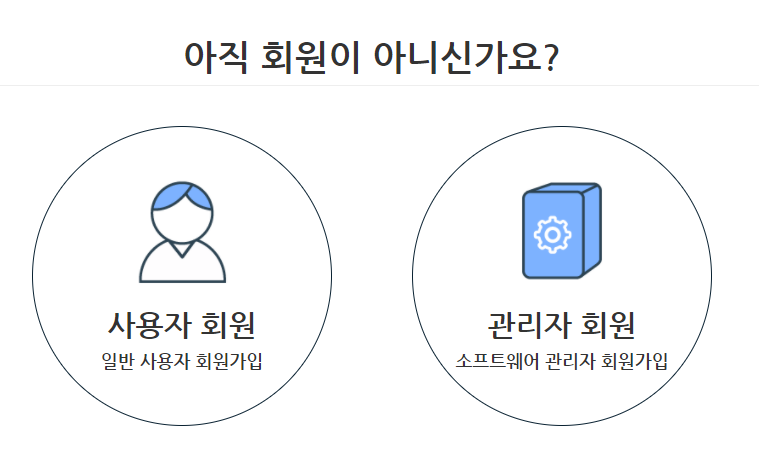 아직 회원이 아니신가요?
사용자 회원
일반 사용자 회원가입
관리자 회원
소프트웨어 관리자 회원가입